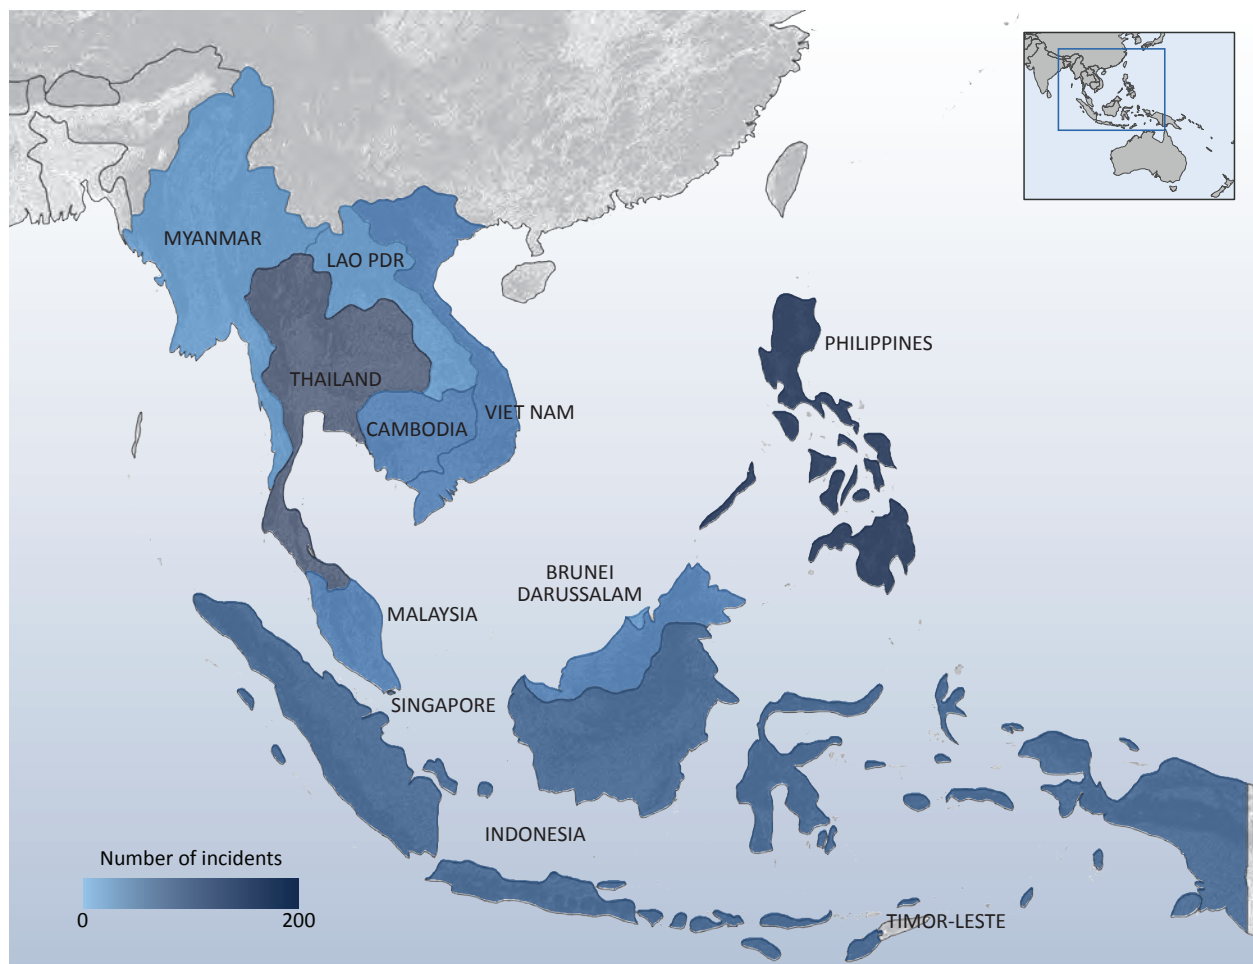 MYANMAR
LAO PDR
PHILIPPINES
THAILAND
VIET NAM
CAMBODIA
BRUNEI
DARUSSALAM
MALAYSIA
SINGAPORE
INDONESIA
Number of incidents
0 200
TIMOR-LESTE